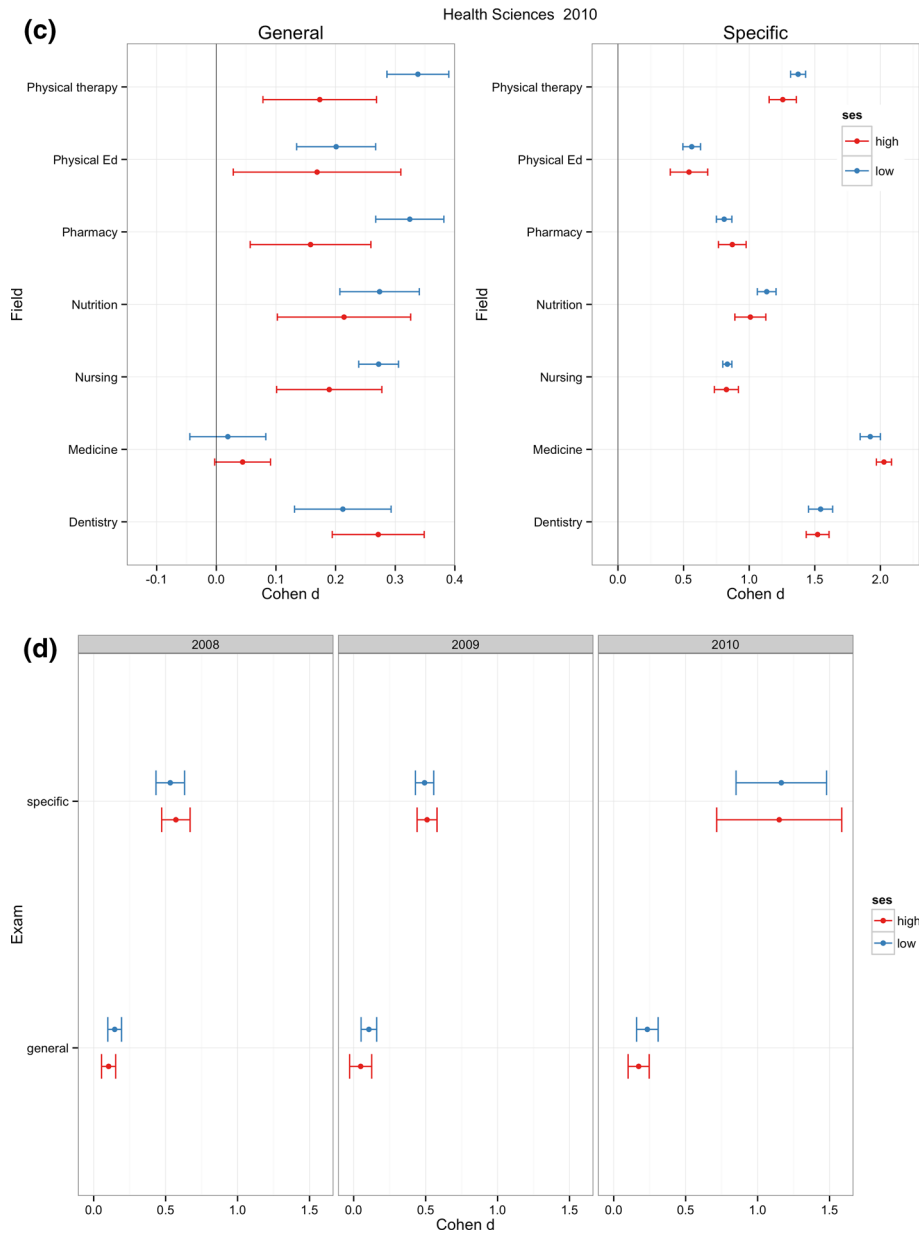 Health Sciences 2010
(c)
General
Specific
Field
Physical therapy
Physical Ed
Pharmacy
Nutrition
Nursing
Medicine
Dentistry
-0.1 0.0 0.1 0.2 0.3 0.4
Cohen d
Field
Physical therapy
Physical Ed
Pharmacy
Nutrition
Nursing
Medicine
Dentistry
0.0 0.5 1.0 1.5 2.0
Cohen d
ses
high
low
(d)
2008 2009 2010
Exam
specific
general
0.0 0.5 1.0 1.5 0.0 0.5 1.0 1.5 0.0 0.5 1.0 1.5
Cohen d
ses
high
low